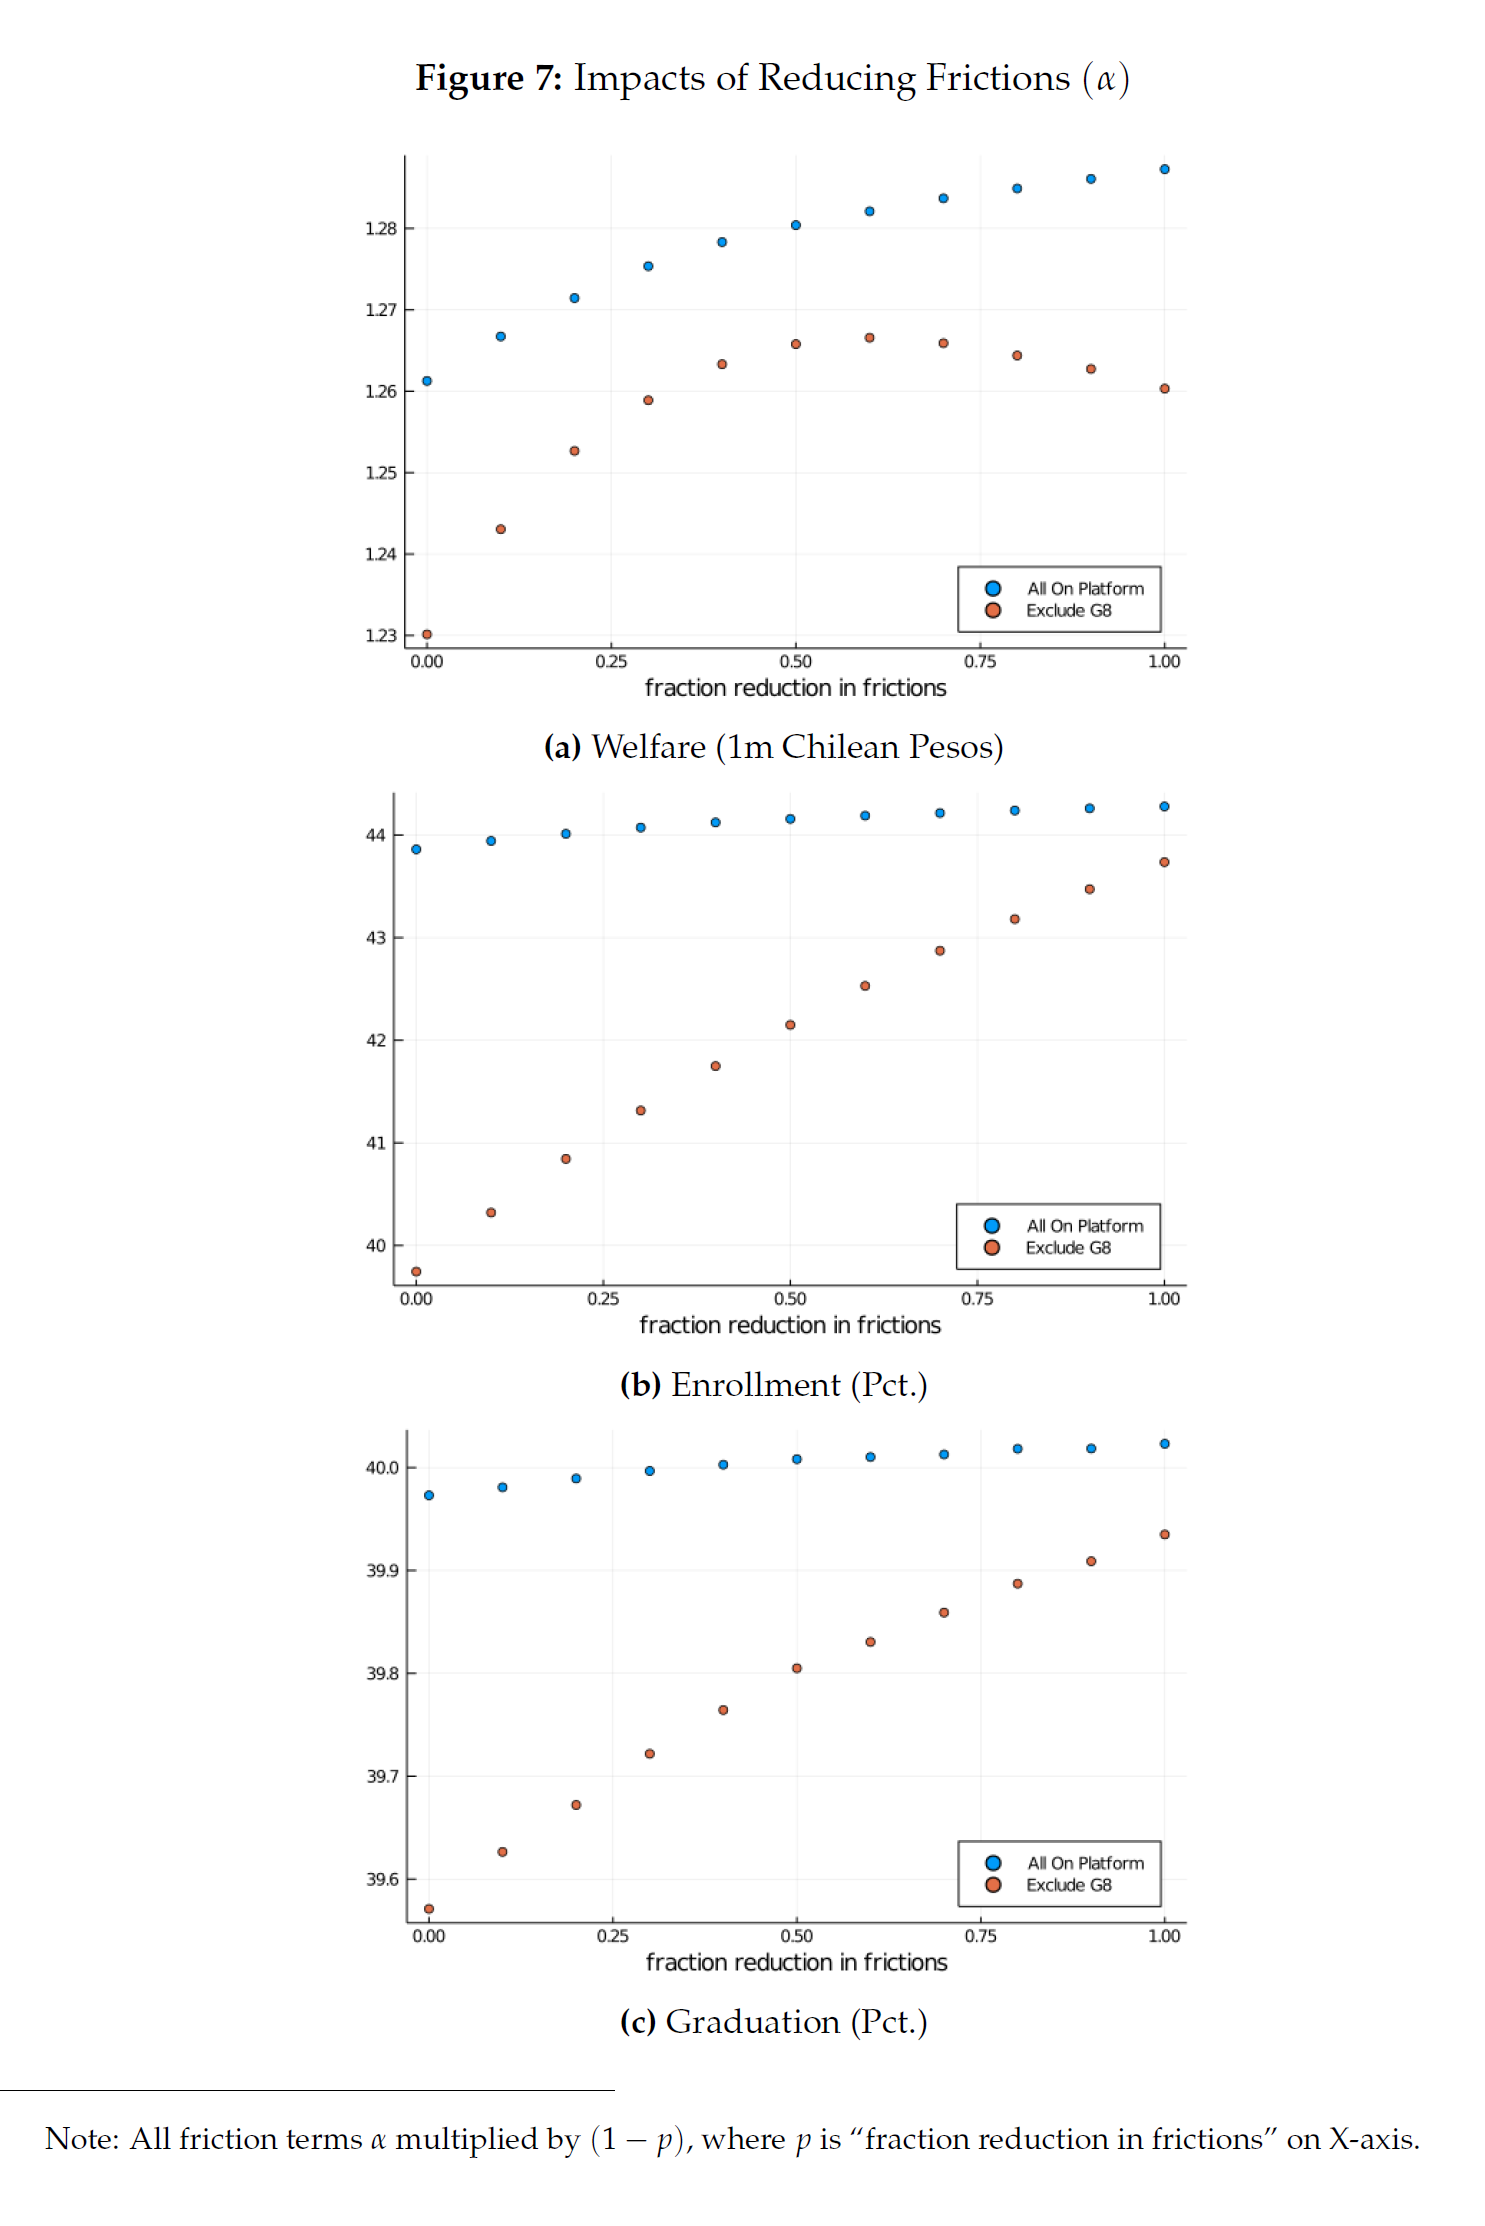 Figure 7: Impacts of Reducing Frictions (α)
1.28
1.27
1.26
1.25
1.24
1.23
All On Platform
Exclude G8
0.00 0.25 0.50 0.75 1.00
fraction reduction in frictions
(a) Welfare (1m Chilean Pesos)
44
43
42
41
40
All On Platform
Exclude G8
0.00 0.25 0.50 0.75 1.00
fraction reduction in frictions
(b) Enrollment (Pct.)
40.0
39.9
39.8
39.7
39.6
All On Platform
Exclude G8
0.00 0.25 0.50 0.75 1.00
fraction reduction in frictions
(c) Graduation (Pct.)
Note: All friction terms α multiplied by (1 − p), where p is “fraction reduction in frictions” on X-axis.